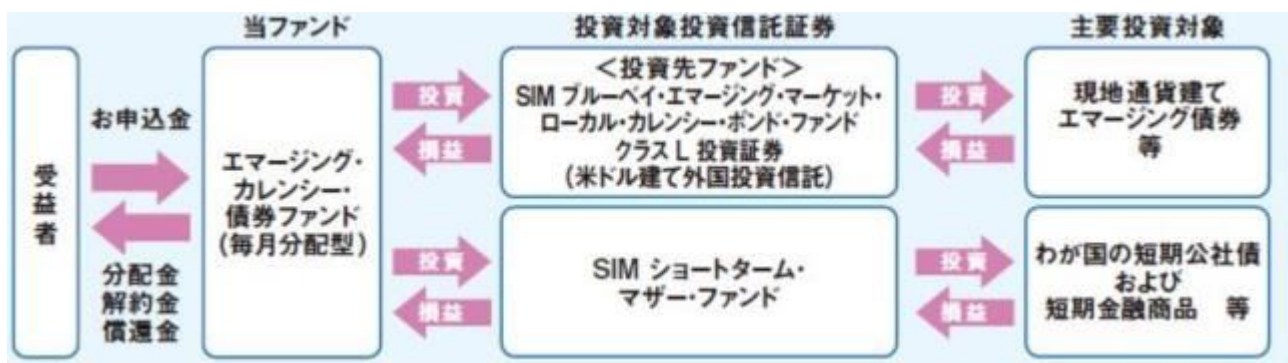 当ファンド
投資対象投資信託証券
主要投資対象
受益者
お申込金
分配金
解約金
償還金
エマージング・
カレンシー・
債券ファンド
(毎月分配型)
投資
損益
＜投資先ファンド＞
SIM ブルーベイ・エマージング・マーケット・
ローカル・カレンシー・ボンド・ファンド
クラス L 投資証券
(米ドル建て外国投資信託)
投資
損益
現地通貨建て
エマージング債券
等
投資
損益
SIM ショートターム・
マザー・ファンド
投資
損益
わが国の短期公社債
および
短期金融商品　等